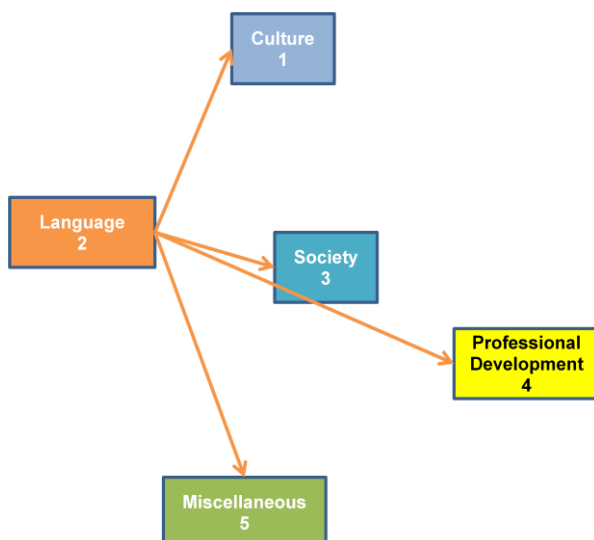 Culture
1
Language
2
Society
3
Professional
Development
4
Miscellaneous
5